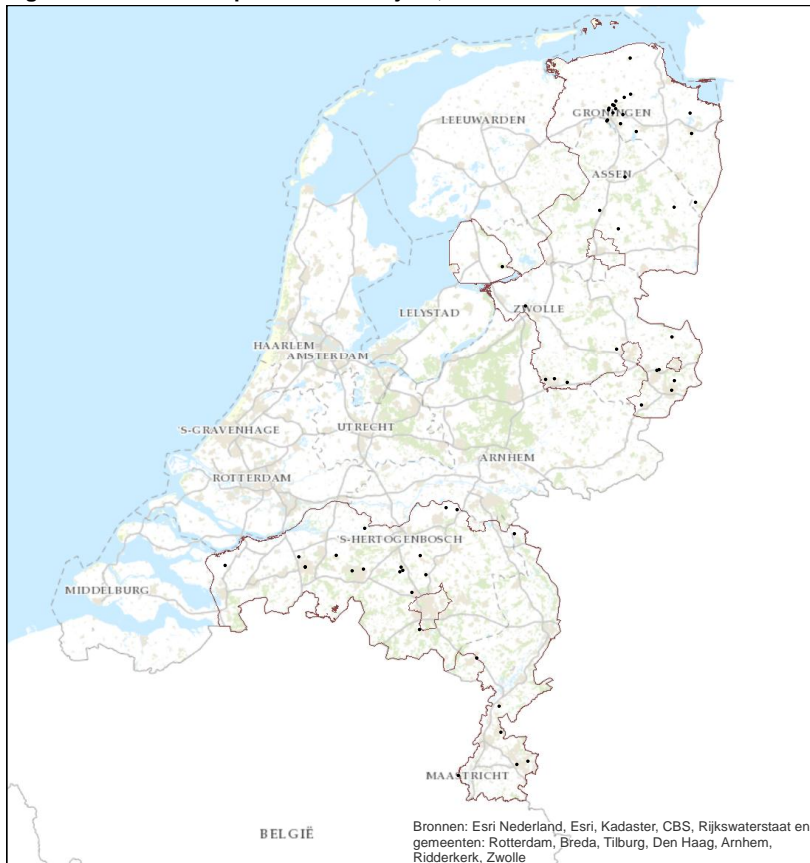 LEEUWARDEN
GRONINGEN
ASSEN
LELYSTAD
ZWOLLE
HAARLEM
AMSTERDAM
'S-GRAVENHAGE
UTRECHT
ARNHEM
ROTTERDAM
'S-HERTOGENBOSCH
MIDDELBURG
MAASTRICHT
BELGIË
Bronnen: Esri Nederland, Esri, Kadaster, CBS, Rijkswaterstaat en
gemeenten: Rotterdam, Breda, Tilburg, Den Haag, Arnhem,
Ridderkerk, Zwolle